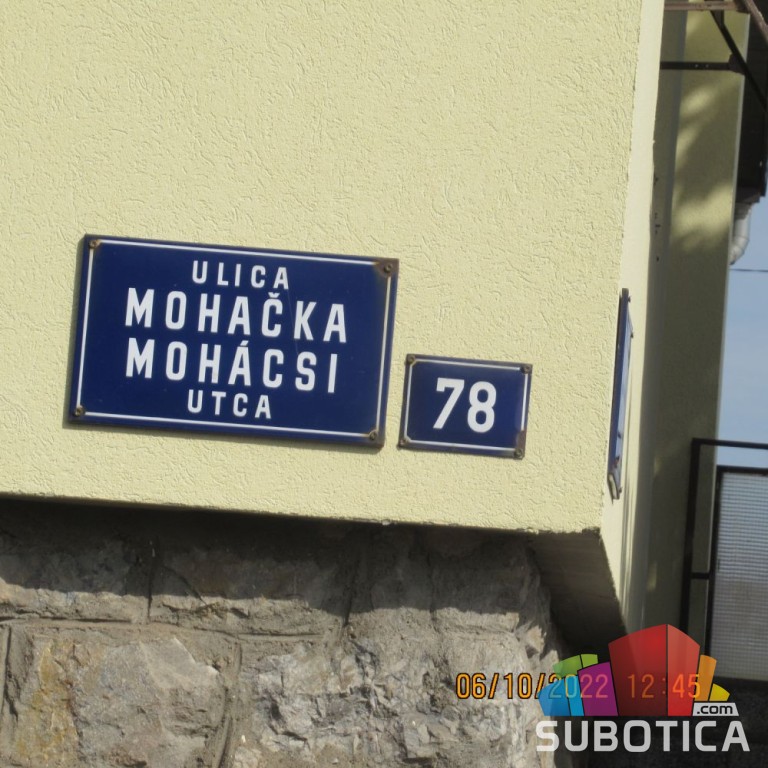 ULICA
MOHAČKA
MOHÁCSI
UTCA
78
06/10/2022 12:45
.com
SUBOTICA